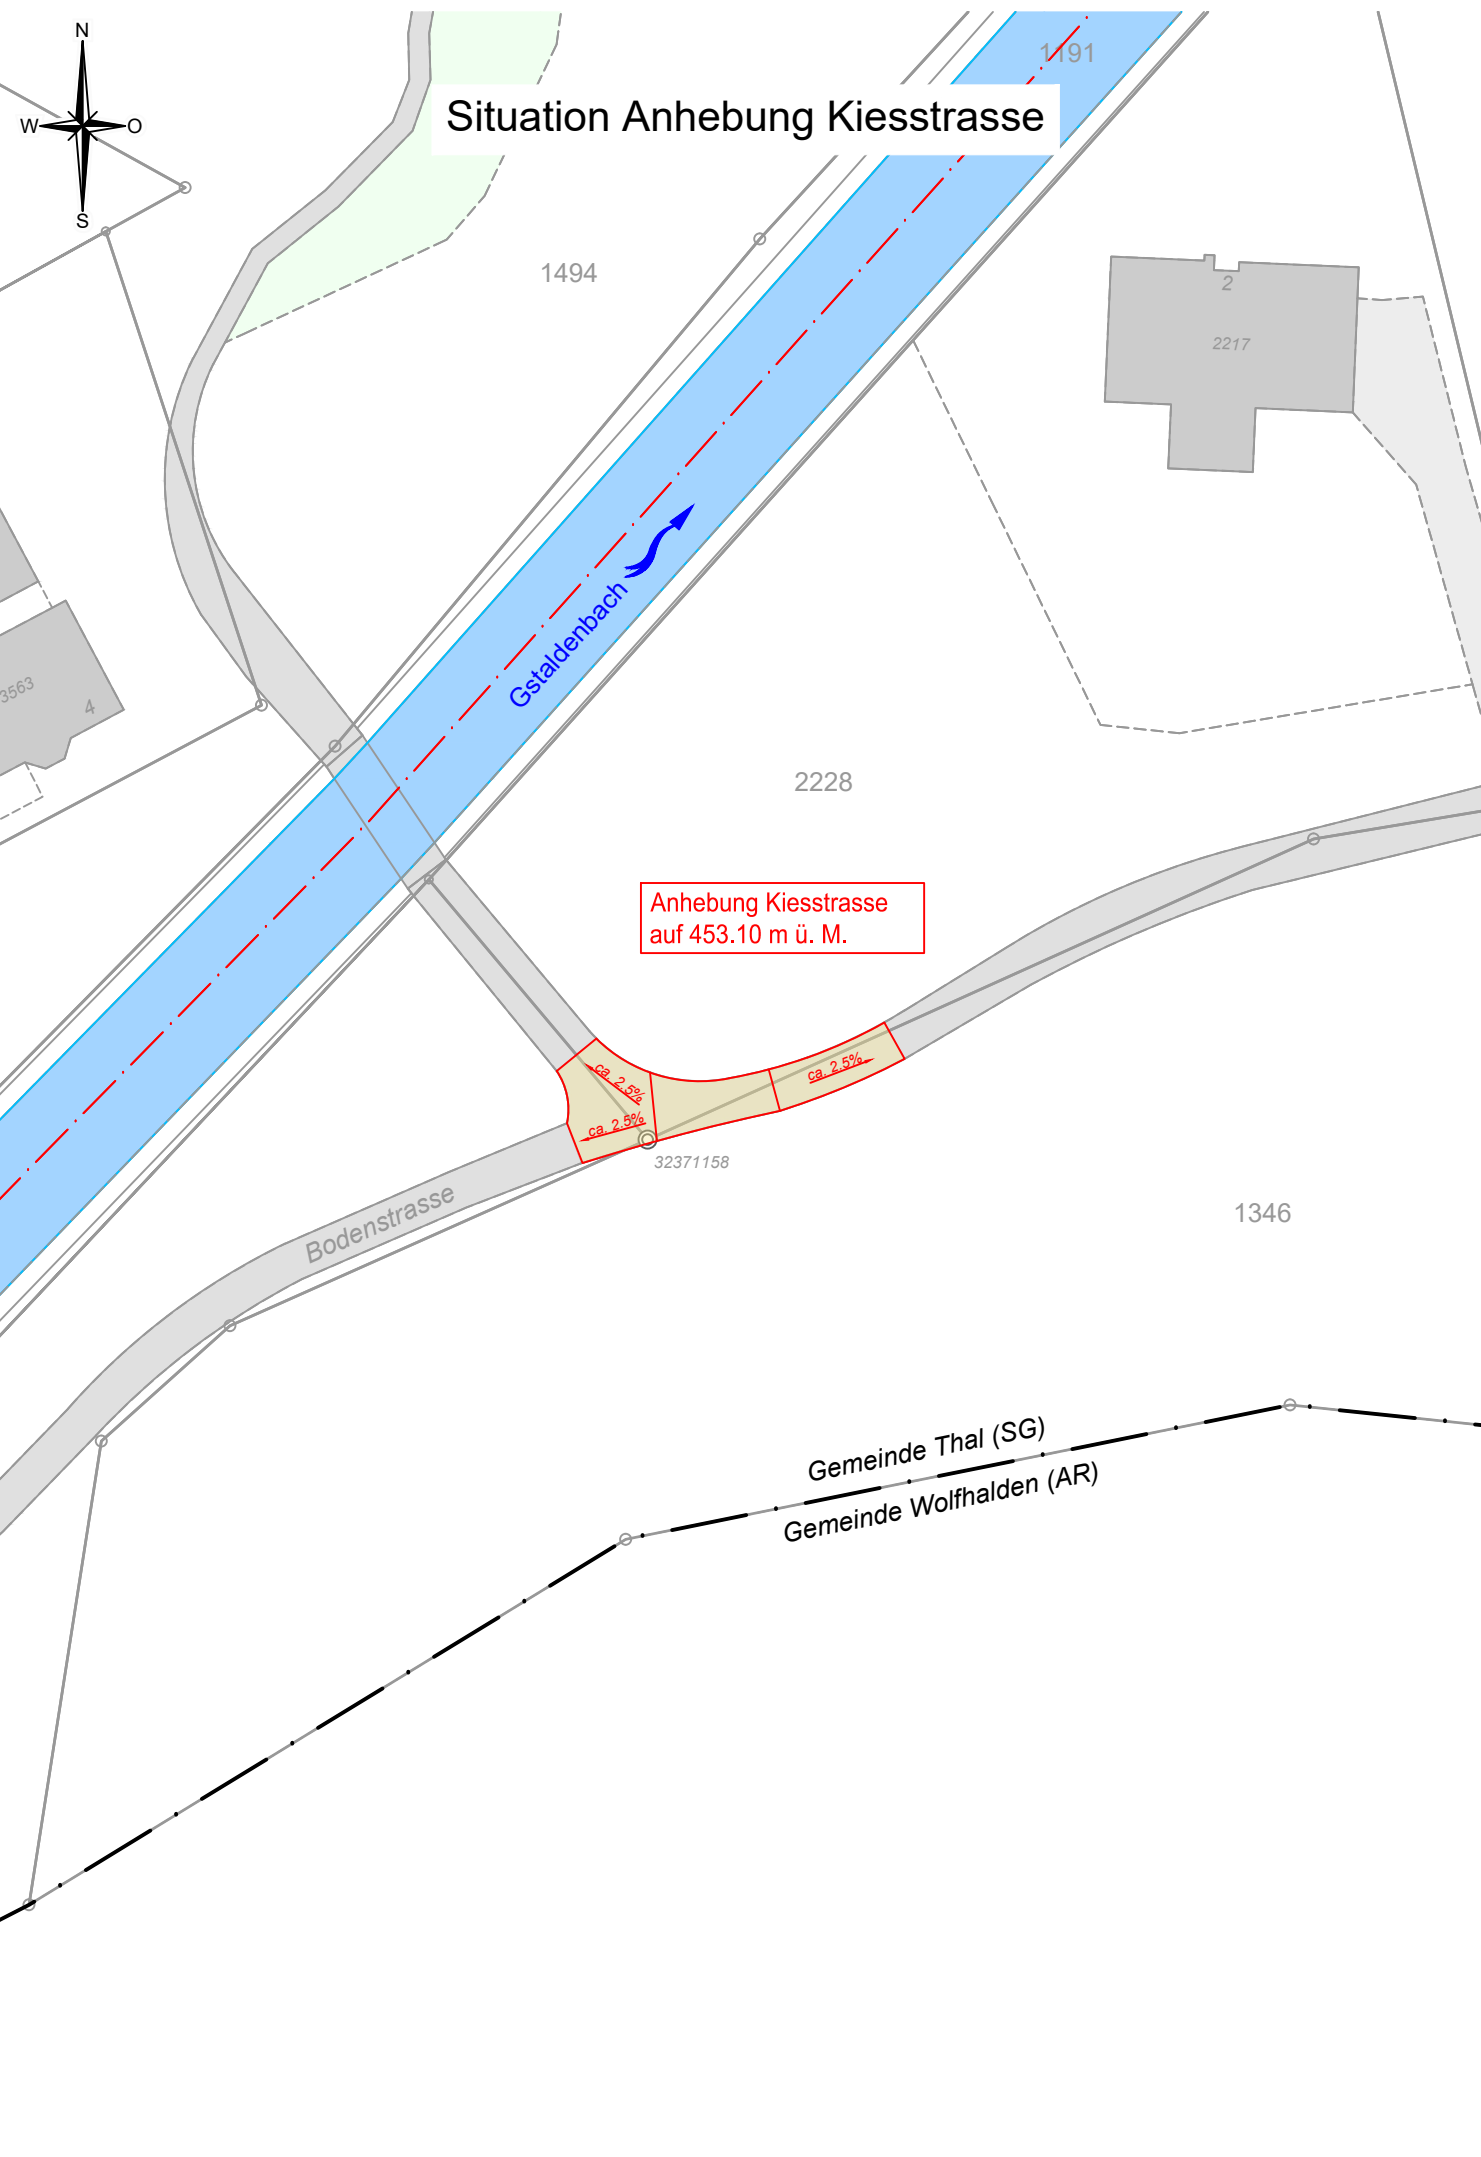 N
W
O
S
1191
Situation Anhebung Kiesstrasse
1494
2
2217
Gstaldenbach
3563
4
2228
Anhebung Kiesstrasse
auf 453.10 m ü. M.
ca. 2.5%
ca. 2.5%
ca. 2.5%
32371158
Bodenstrasse
1346
Gemeinde Thal (SG)
Gemeinde Wolfhalden (AR)